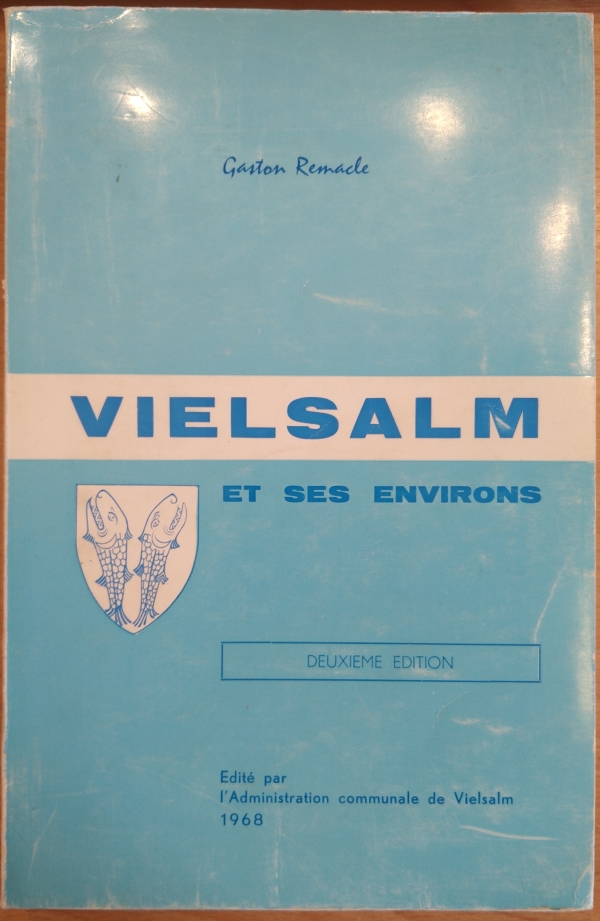 Gaston Remacle
VIELSALM
ET SES ENVIRONS
DEUXIEME EDITION
Edité par
l'Administration communale de Vielsalm
1968